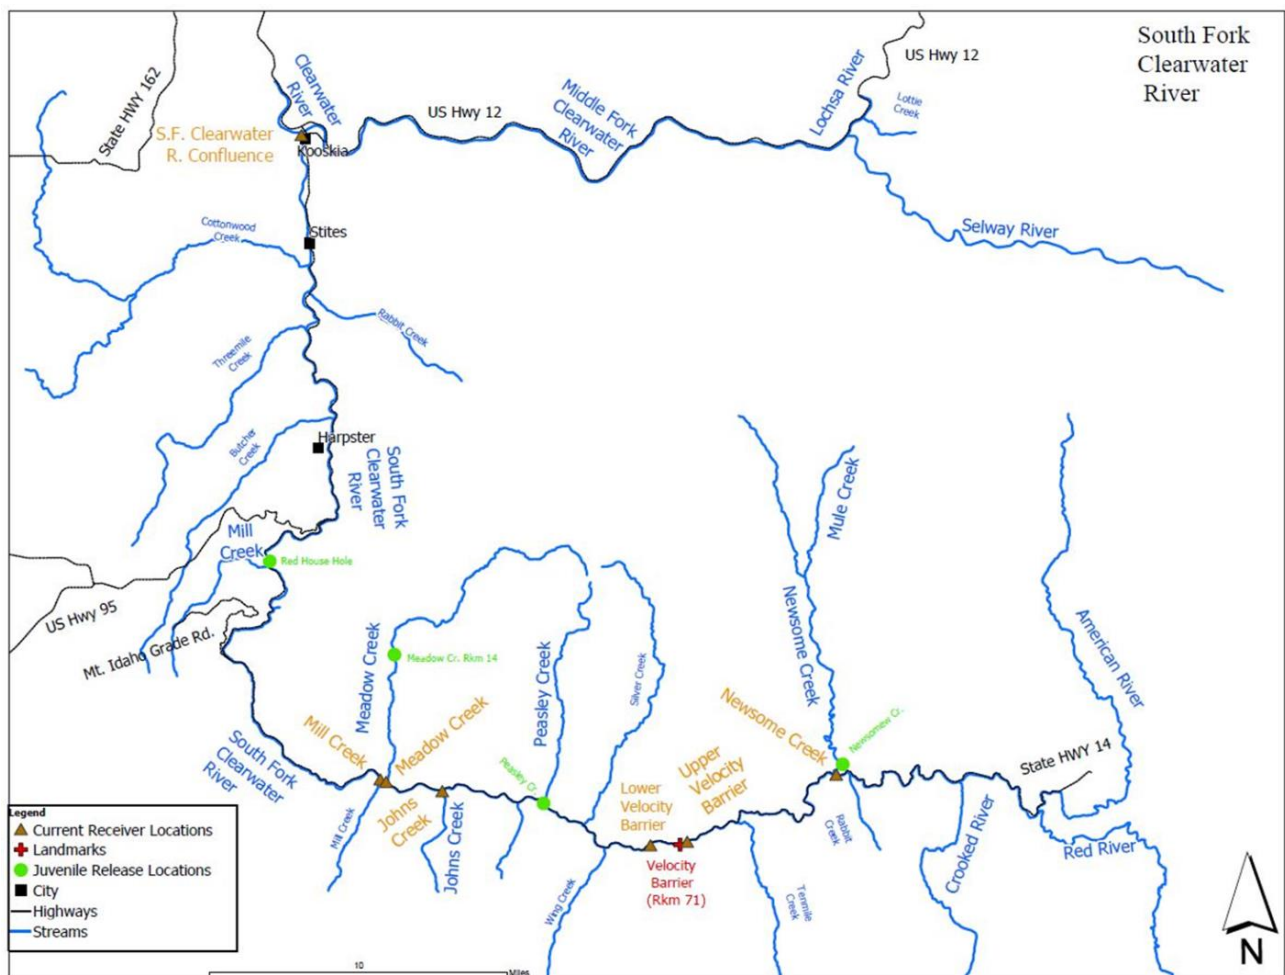 South Fork
Clearwater
River
US Hwy 12
Lochsa River
Lottie
Creek
State HWY 162
Clearwater
River
US Hwy 12
Middle Fork
Clearwater
River
S.F. Clearwater
R. Confluence
Kooskia
Cottonwood
Creek
Stites
Selway River
Threemile
Creek
Rabbit Creek
Butcher
Creek
Harpster
South Fork
Clearwater
River
Mule Creek
Mill
Creek
Red House Hole
US Hwy 95
Mt. Idaho Grade Rd.
Meadow Creek
Meadow Cr. Rkm 14
Peasley Creek
Silver Creek
Newsome Creek
American River
Mill Creek
Meadow Creek
Newsome Creek
Newsomew Cr.
South Fork
Clearwater
River
Peasley Cr.
Lower
Velocity
Barrier
Upper
Velocity
Barrier
State HWY 14
Mill Creek
Johns
Creek
Johns Creek
Wing Creek
Velocity
Barrier
(Rkm 71)
Tenmile
Creek
Rabbit
Creek
Crooked River
Red River
Legend
Current Receiver Locations
Landmarks
Juvenile Release Locations
City
Highways
Streams
10
Miles
N